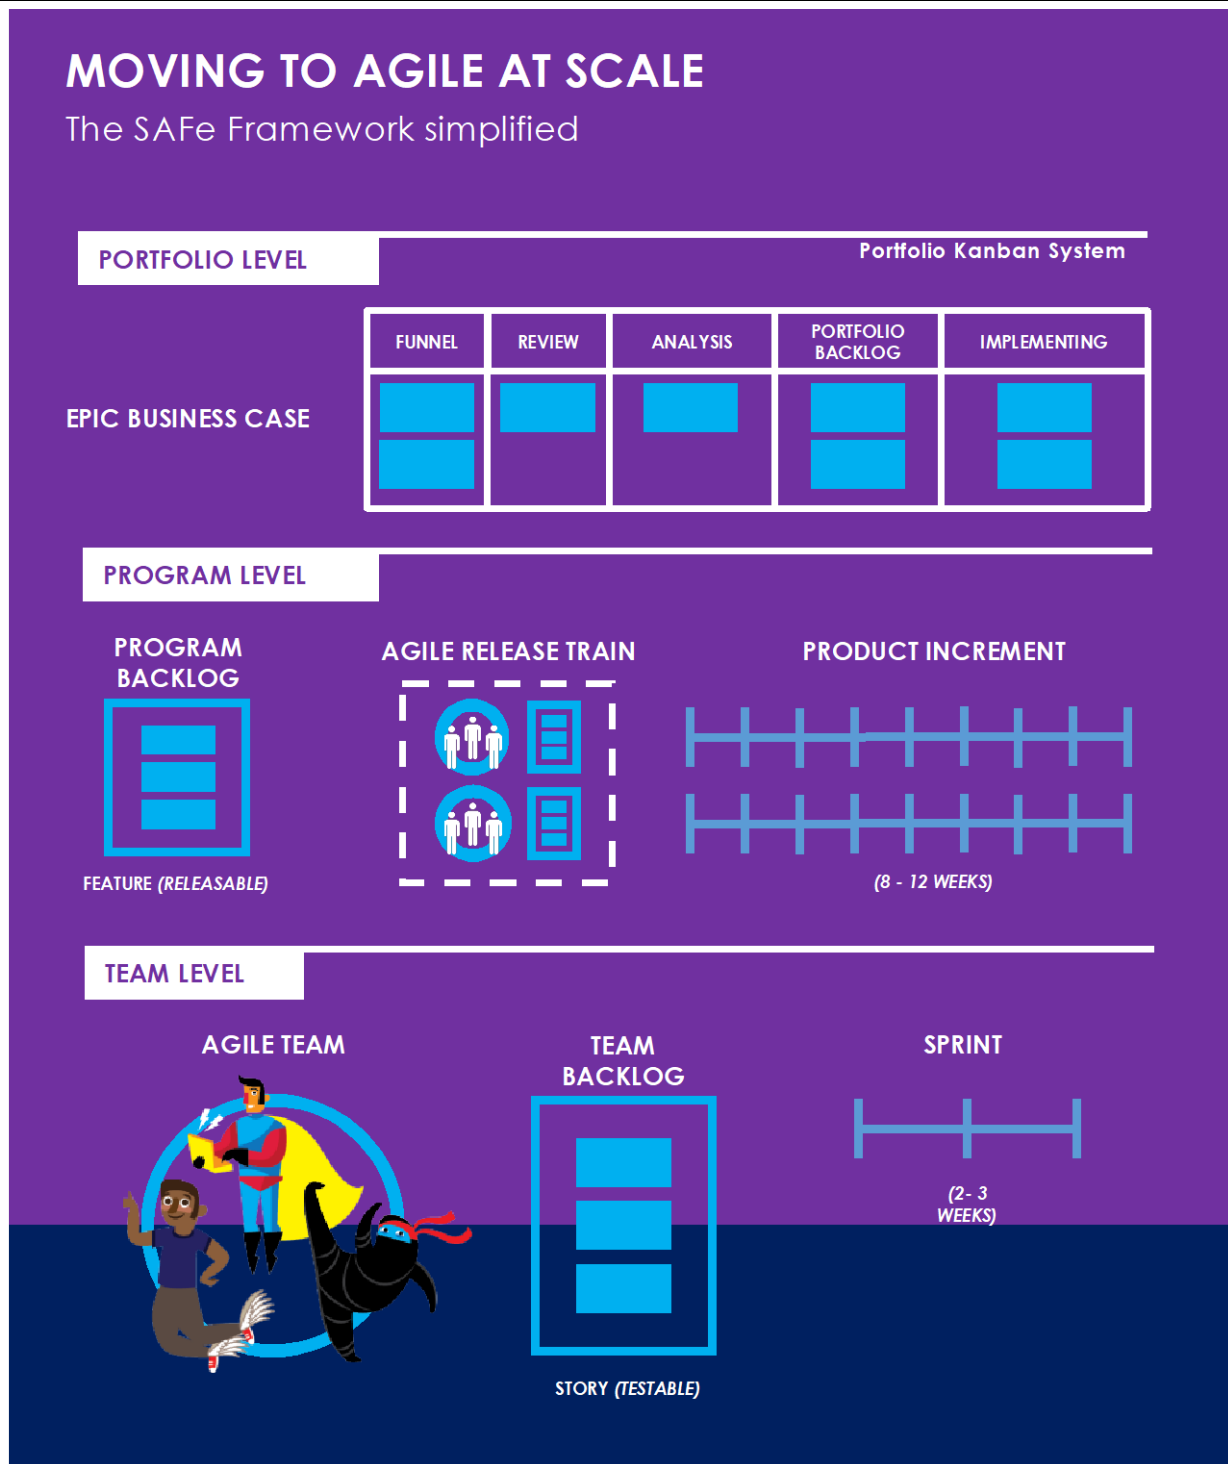 MOVING TO AGILE AT SCALE
The SAFe Framework simplified
PORTFOLIO LEVEL
Portfolio Kanban System
FUNNEL
REVIEW
ANALYSIS
PORTFOLIO
BACKLOG
IMPLEMENTING
EPIC BUSINESS CASE
PROGRAM LEVEL
PROGRAM
BACKLOG
AGILE RELEASE TRAIN
PRODUCT INCREMENT
FEATURE (RELEASABLE)
(8 - 12 WEEKS)
TEAM LEVEL
AGILE TEAM
TEAM
BACKLOG
SPRINT
(2- 3
WEEKS)
STORY (TESTABLE)